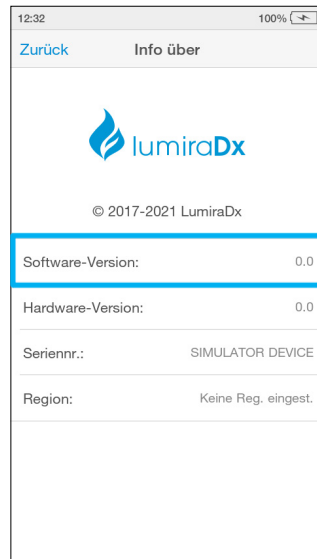 12:32 100%
Zurück Info über
lumiraDx
© 2017-2021 LumiraDx
Software-Version: 0.0
Hardware-Version: 0.0
Seriennr.: SIMULATOR DEVICE
Region: Keine Reg. eingest.